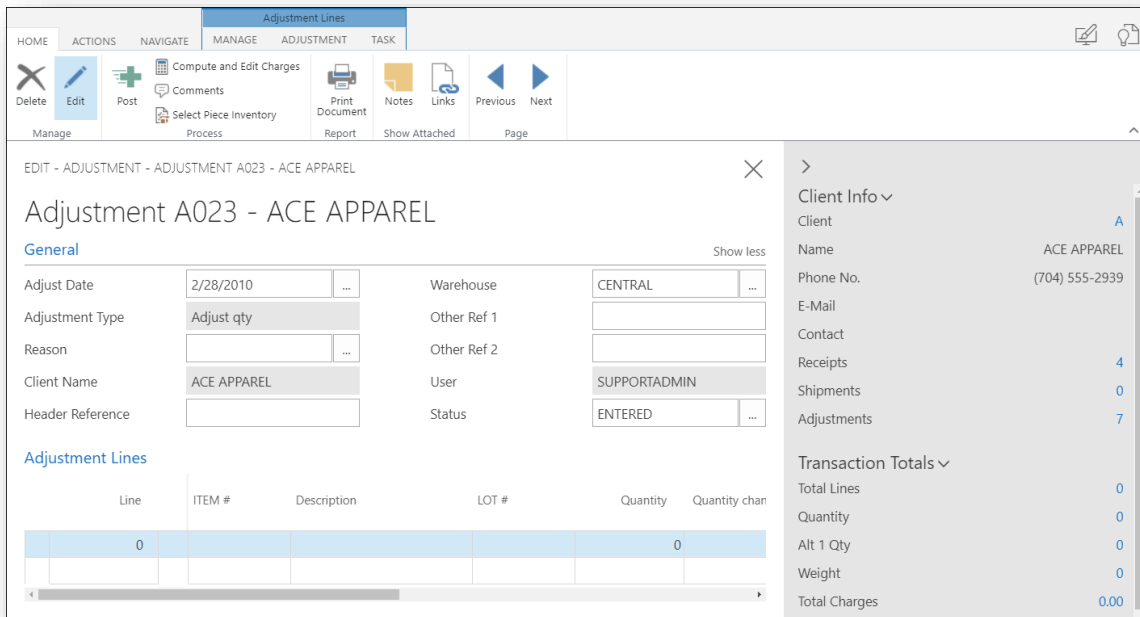 Adjustment Lines
HOME ACTIONS NAVIGATE MANAGE ADJUSTMENT TASK
Delete
Edit
Manage
Post
Compute and Edit Charges
Comments
Select Piece Inventory
Process
Print Document
Report
Notes
Links
Show Attached
Previous
Next
Page
EDIT - ADJUSTMENT - ADJUSTMENT A023 - ACE APPAREL
Adjustment A023 - ACE APPAREL
General Show less
Adjust Date 2/28/2010 ...
Adjustment Type Adjust qty
Reason ...
Client Name ACE APPAREL
Header Reference
Warehouse CENTRAL ...
Other Ref 1
Other Ref 2
User SUPPORTADMIN
Status ENTERED ...
Adjustment Lines
Line ITEM # Description LOT # Quantity Quantity chan
0 0
Client Info
Client A
Name ACE APPAREL
Phone No. (704) 555-2939
E-Mail
Contact
Receipts 4
Shipments 0
Adjustments 7
Transaction Totals
Total Lines 0
Quantity 0
Alt 1 Qty 0
Weight 0
Total Charges 0.00